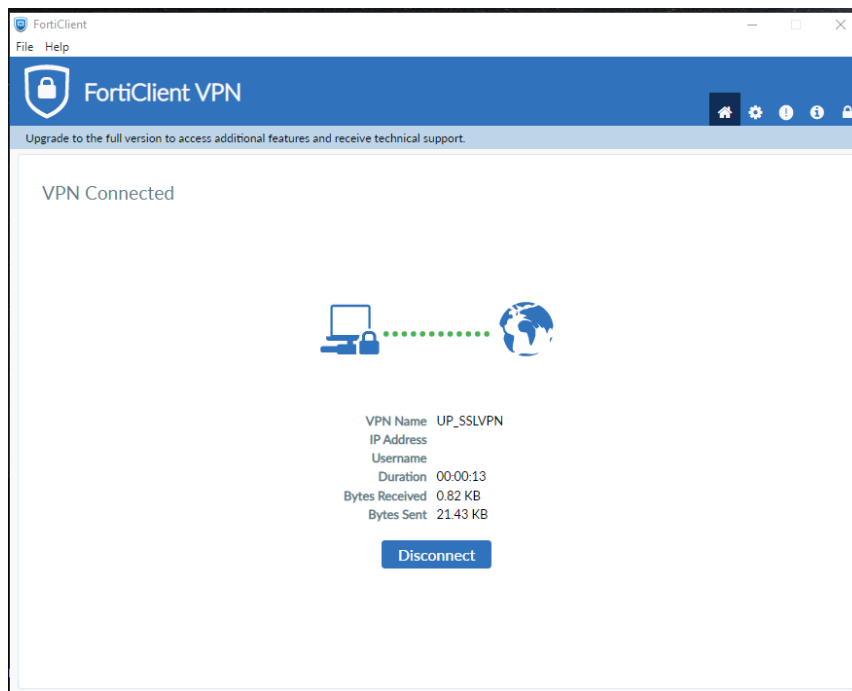 FortiClient
File Help
FortiClient VPN
Upgrade to the full version to access additional features and receive technical support.
VPN Connected
VPN Name UP_SSLVPN
IP Address
Username
Duration 00:00:13
Bytes Received 0.82 KB
Bytes Sent 21.43 KB
Disconnect